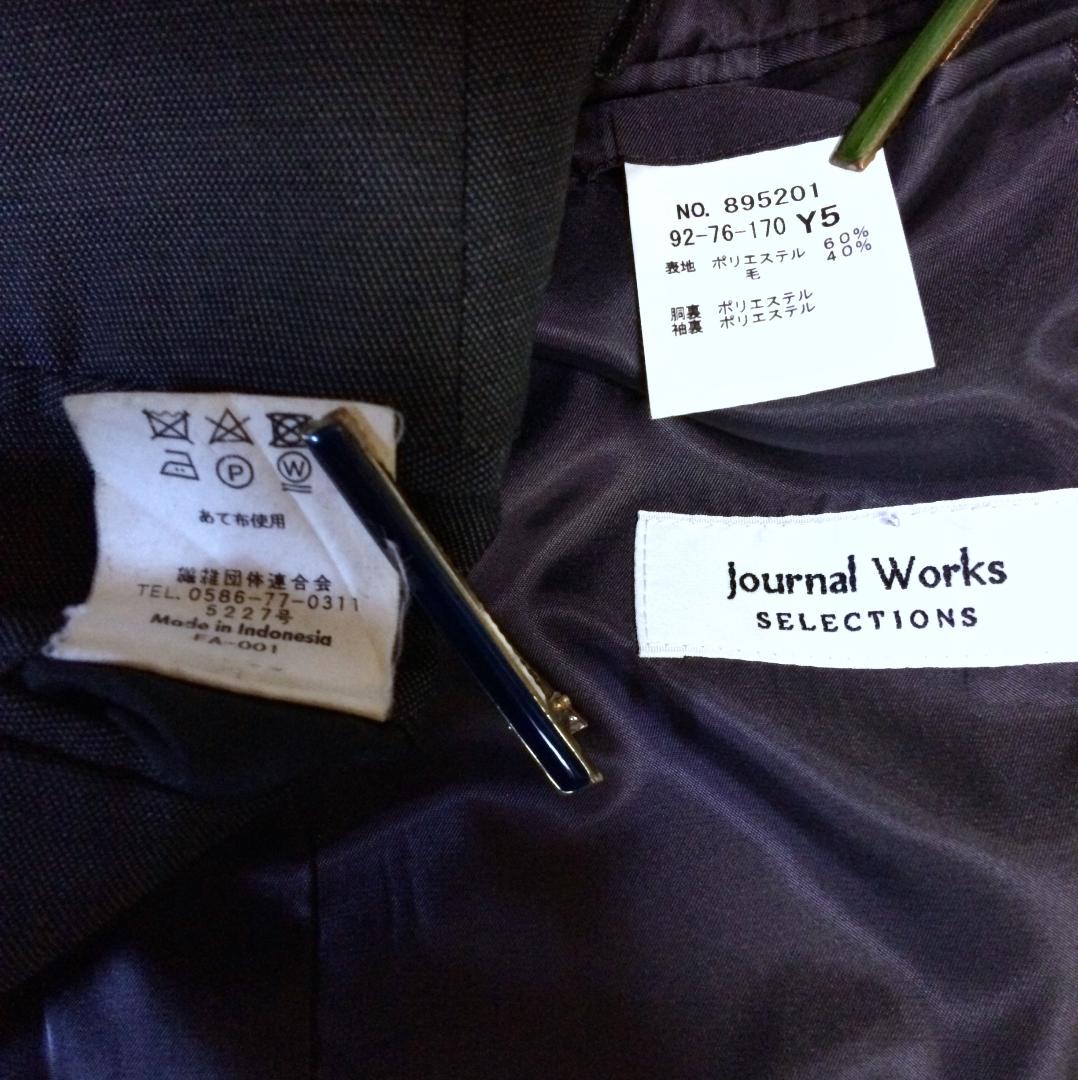 NO. 895201
92-76-170 Y5
表地 ポリエステル 60%
毛 40%
胴裏 ポリエステル
袖裏 ポリエステル
P W
あて布使用
繊維団体連合会
TEL. 0586-77-0311
5227号
Made in Indonesia
FA-001
Journal Works
SELECTIONS